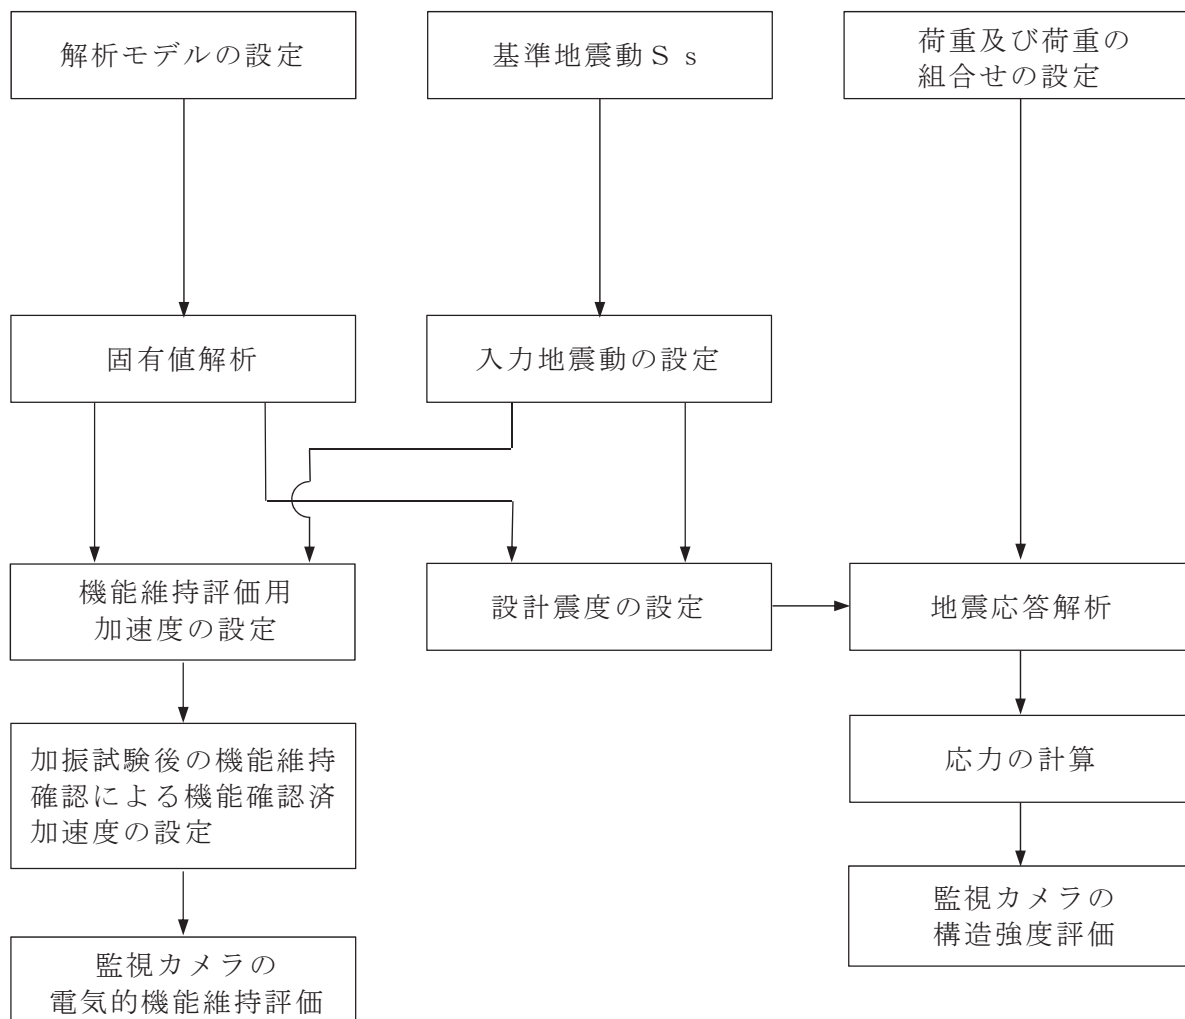 解析モデルの設定
基準地震動Ｓｓ
荷重及び荷重の
組合せの設定
固有値解析
入力地震動の設定
機能維持評価用
加速度の設定
設計震度の設定
地震応答解析
加振試験後の機能維持
確認による機能確認済
加速度の設定
応力の計算
監視カメラの
構造強度評価
監視カメラの
電気的機能維持評価